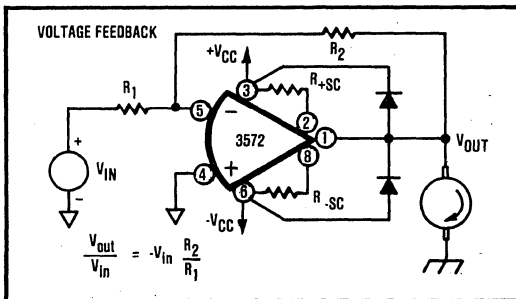 VOLTAGE FEEDBACK
R2
+VCC
R1
3
R+SC
5
−
2
3572
1
VOUT
+
VIN
−
4
+
8
6
R-SC
-VCC
Vout
Vin
= -Vin
R2
R1